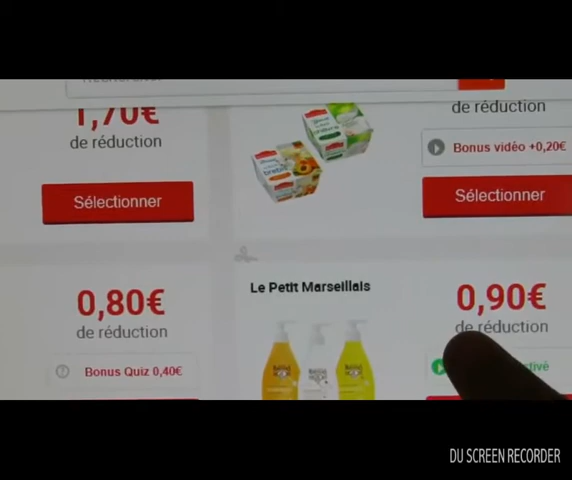 1,70€
de réduction
Sélectionner
de réduction
Bonus vidéo +0,20€
Sélectionner
0,80€
de réduction
Bonus Quiz 0,40€
Le Petit Marseillais
0,90€
de réduction
DU SCREEN RECORDER